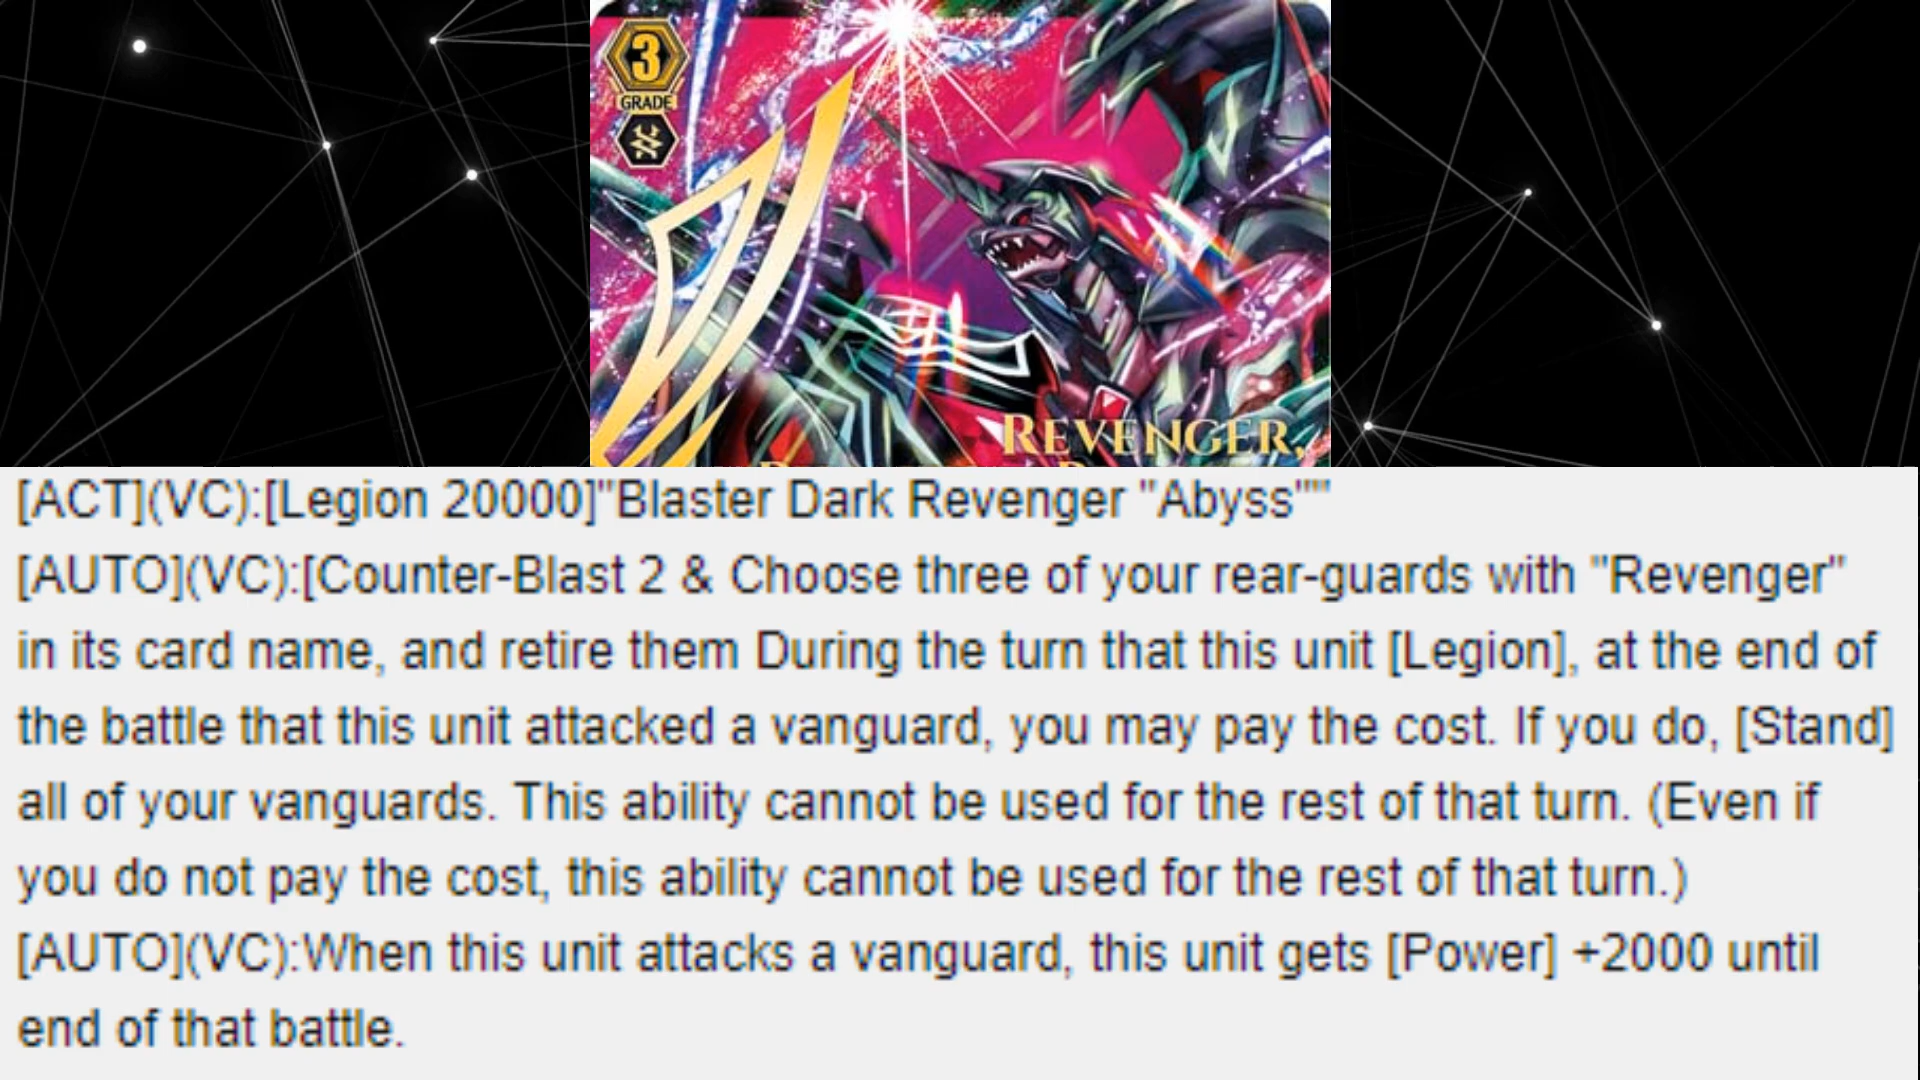 3
GRADE
REVENGER,
[ACT](VC):[Legion 20000]"Blaster Dark Revenger "Abyss""
[AUTO](VC):[Counter-Blast 2 & Choose three of your rear-guards with "Revenger"
in its card name, and retire them During the turn that this unit [Legion], at the end of
the battle that this unit attacked a vanguard, you may pay the cost. If you do, [Stand]
all of your vanguards. This ability cannot be used for the rest of that turn. (Even if
you do not pay the cost, this ability cannot be used for the rest of that turn.)
[AUTO](VC):When this unit attacks a vanguard, this unit gets [Power] +2000 until
end of that battle.